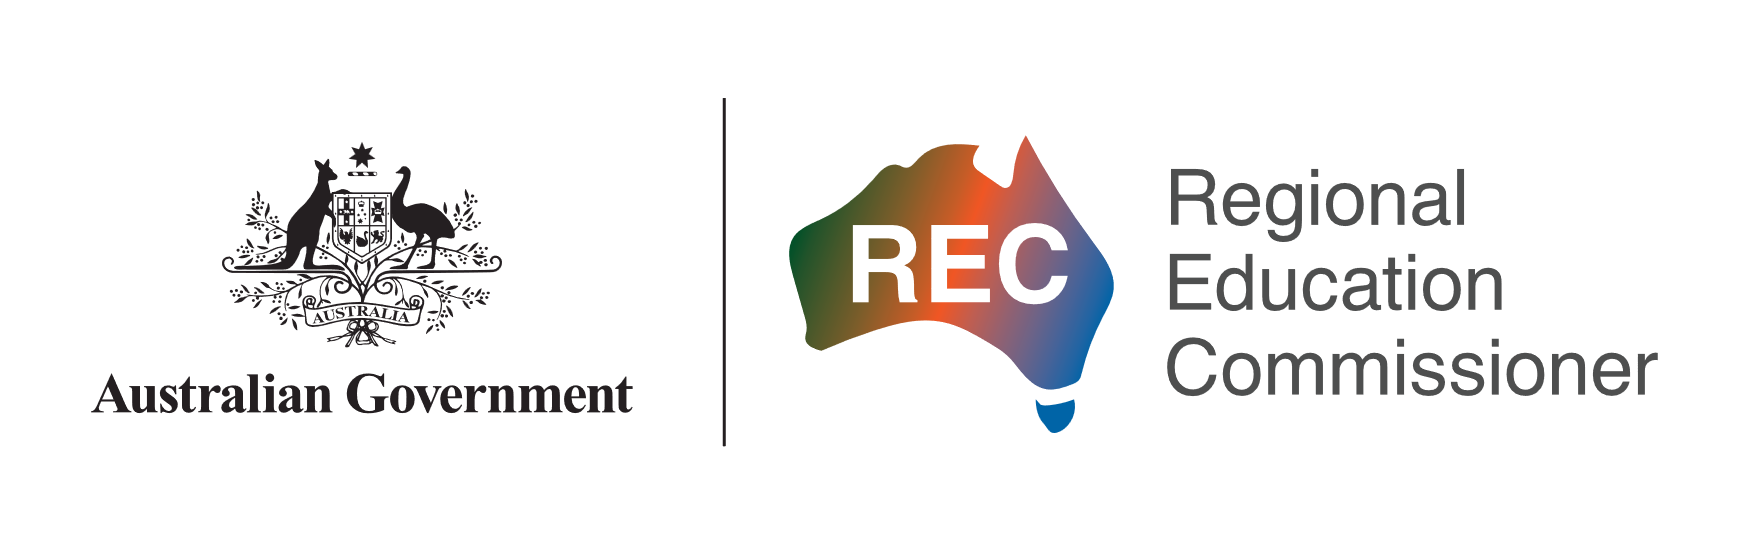 AUSTRALIA
Australian Government
REC
Regional
Education
Commissioner